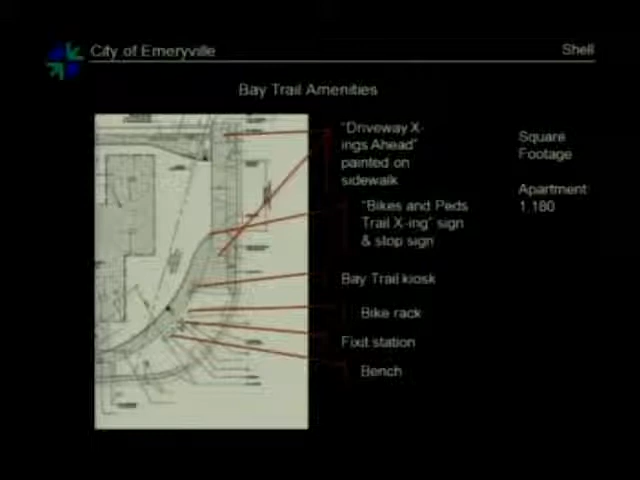 City of Emeryville
Shell
Bay Trail Amenities
"Driveway X-
ings Ahead"
painted on
sidewalk
"Bikes and Peds
Trail X-ing" sign
& stop sign
Bay Trail kiosk
Bike rack
Fixit station
Bench
Square
Footage
Apartment:
1,180